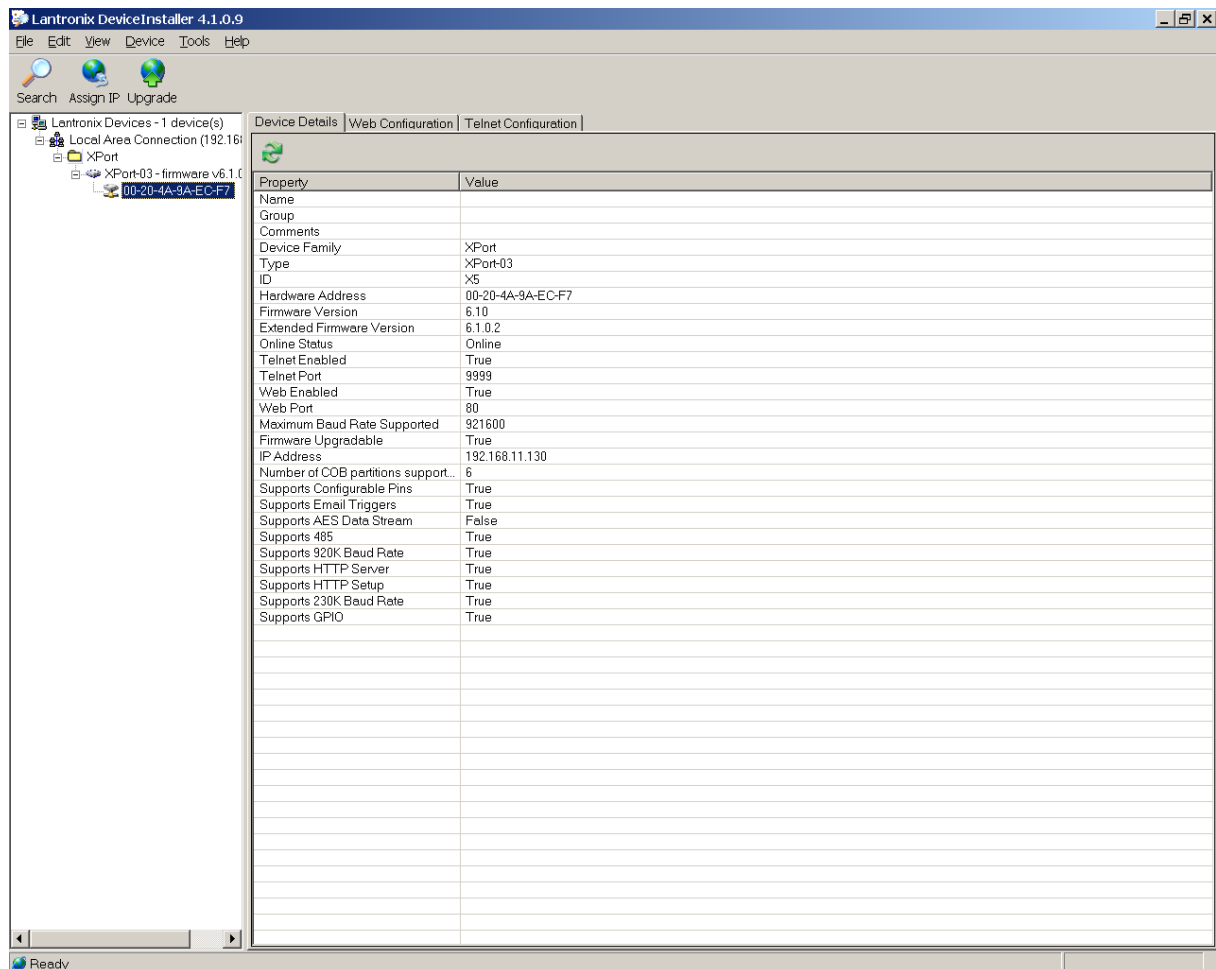 Lantronix DeviceInstaller 4.1.0.9
File Edit View Device Tools Help
Search Assign IP Upgrade
Lantronix Devices - 1 device(s)
Local Area Connection (192.16
XPort
XPort-03 - firmware v6.1.0
00-20-4A-9A-EC-F7
Device Details Web Configuration Telnet Configuration
Property Value
Name
Group
Comments
Device Family XPort
Type XPort-03
ID X5
Hardware Address 00-20-4A-9A-EC-F7
Firmware Version 6.10
Extended Firmware Version 6.1.0.2
Online Status Online
Telnet Enabled True
Telnet Port 9999
Web Enabled True
Web Port 80
Maximum Baud Rate Supported 921600
Firmware Upgradable True
IP Address 192.168.11.130
Number of COB partitions support... 6
Supports Configurable Pins True
Supports Email Triggers True
Supports AES Data Stream False
Supports 485 True
Supports 920K Baud Rate True
Supports HTTP Server True
Supports HTTP Setup True
Supports 230K Baud Rate True
Supports GPIO True
Ready